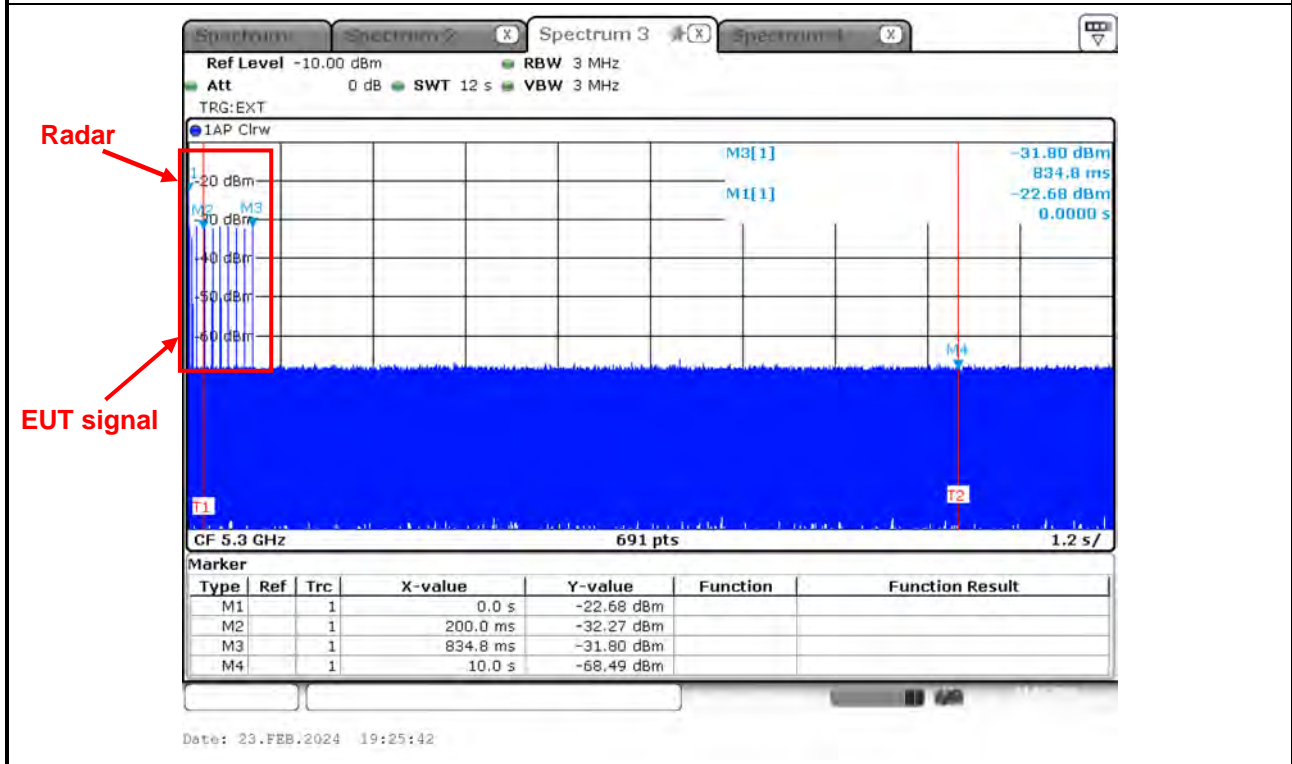 Spectrum Spectrum 2 X Spectrum 3 X Spectrum 4 X
Ref Level -10.00 dBm RBW 3 MHz
Att 0 dB SWT 12 s VBW 3 MHz
TRG:EXT
1AP Clrw
Radar
M3[1] -31.80 dBm
834.8 ms
M1[1] -22.68 dBm
0.0000 s
-20 dBm
M2 M3
-30 dBm
-40 dBm
-50 dBm
-60 dBm
M4
EUT signal
T1 T2
CF 5.3 GHz 691 pts 1.2 s/
Marker
Type Ref Trc X-value Y-value Function Function Result
M1 1 0.0 s -22.68 dBm
M2 1 200.0 ms -32.27 dBm
M3 1 834.8 ms -31.80 dBm
M4 1 10.0 s -68.49 dBm
Date: 23.FEB.2024 19:25:42